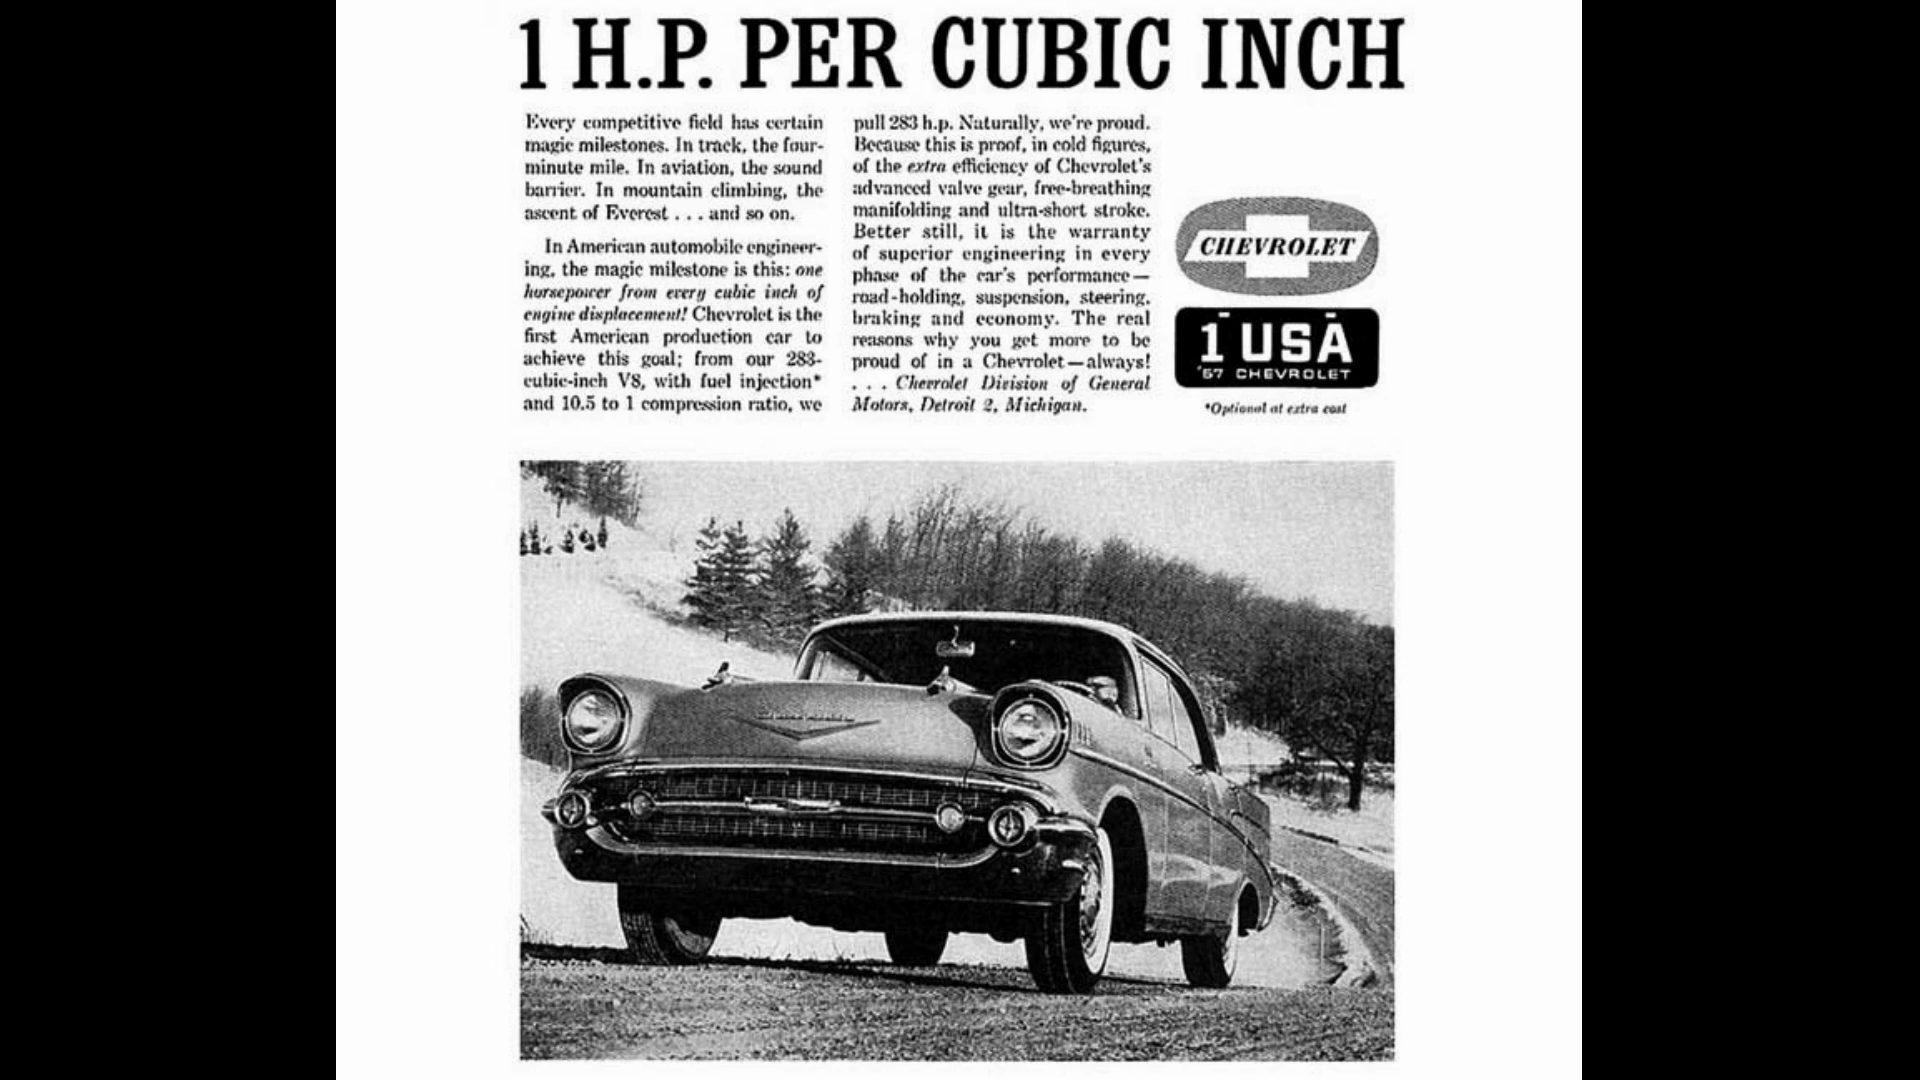 1 H.P. PER CUBIC INCH
Every competitive field has certain
magic milestones. In track, the four-
minute mile. In aviation, the sound
barrier. In mountain climbing, the
ascent of Everest . . . and so on.
In American automobile engineer-
ing, the magic milestone is this: one
horsepower from every cubic inch of
engine displacement! Chevrolet is the
first American production car to
achieve this goal; from our 283-
cubic-inch V8, with fuel injection*
and 10.5 to 1 compression ratio, we
pull 283 h.p. Naturally, we're proud.
Because this is proof, in cold figures,
of the extra efficiency of Chevrolet's
advanced valve gear, free-breathing
manifolding and ultra-short stroke.
Better still, it is the warranty
of superior engineering in every
phase of the car's performance—
road-holding, suspension, steering,
braking and economy. The real
reasons why you get more to be
proud of in a Chevrolet—always!
. . . Chevrolet Division of General
Motors, Detroit 2, Michigan.
CHEVROLET
1 USA
'57 CHEVROLET
*Optional at extra cost